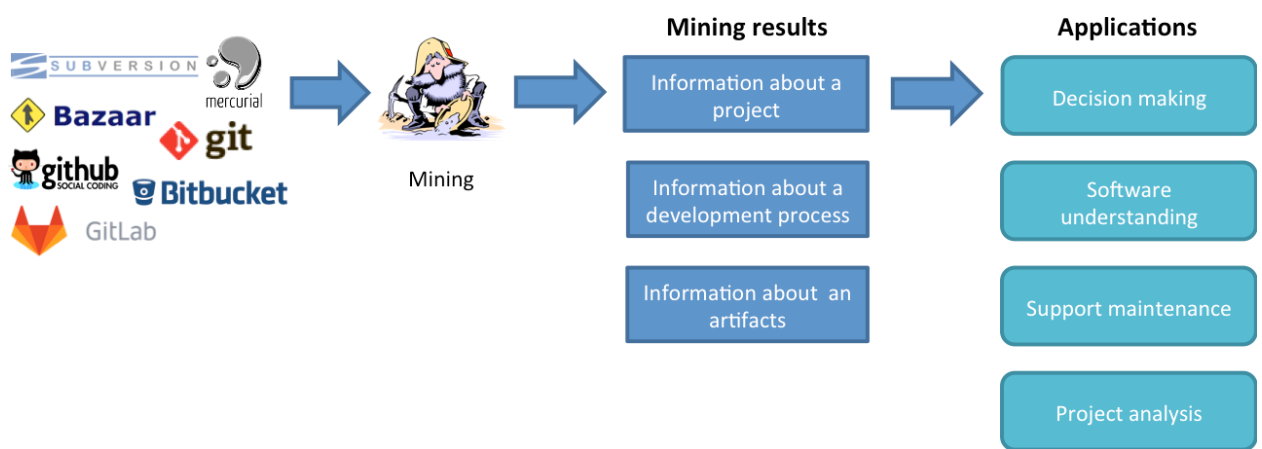 SUBVERSION
mercurial
Bazaar
git
github
SOCIAL CODING
Bitbucket
GitLab
Mining
Mining results
Information about a
project
Information about a
development process
Information about  an
artifacts
Applications
Decision making
Software
understanding
Support maintenance
Project analysis